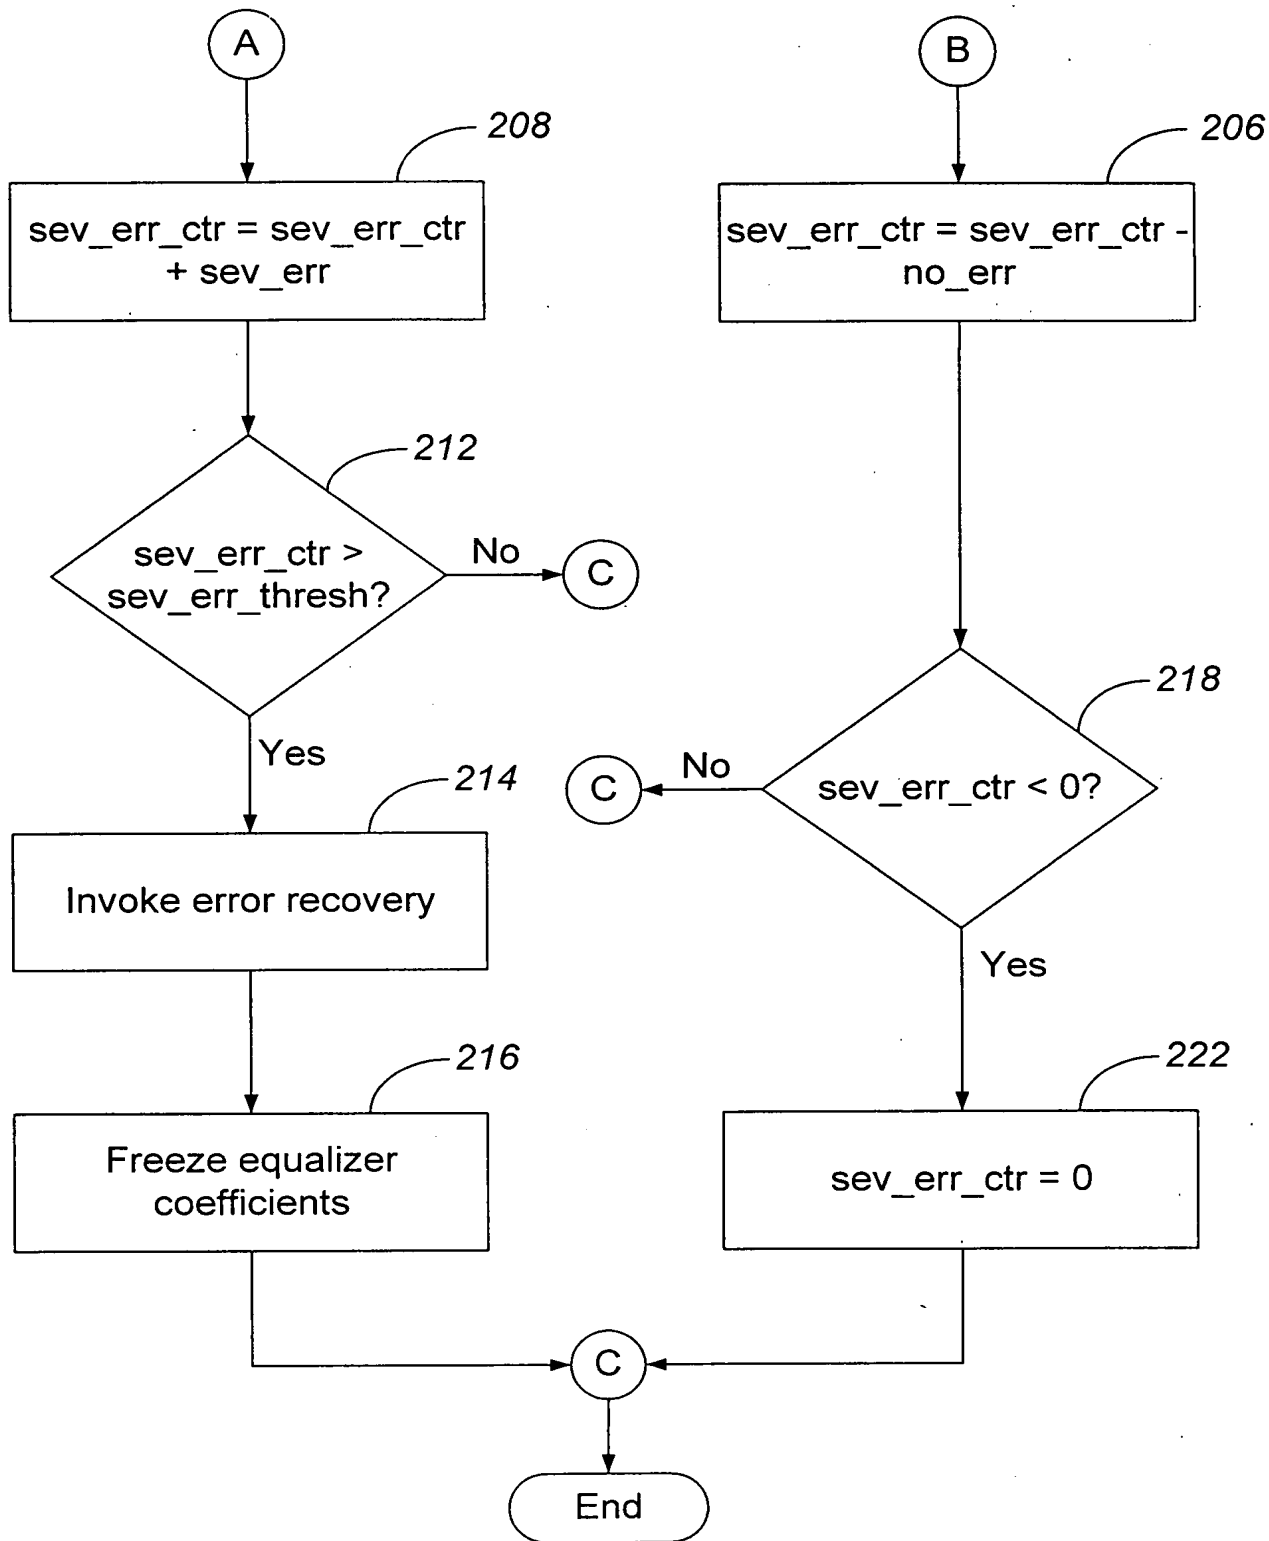 A
208
sev_err_ctr = sev_err_ctr
+ sev_err
212
sev_err_ctr >
sev_err_thresh?
No
C
Yes
214
Invoke error recovery
216
Freeze equalizer
coefficients
B
206
sev_err_ctr = sev_err_ctr -
no_err
218
sev_err_ctr < 0?
No
C
Yes
222
sev_err_ctr = 0
C
End